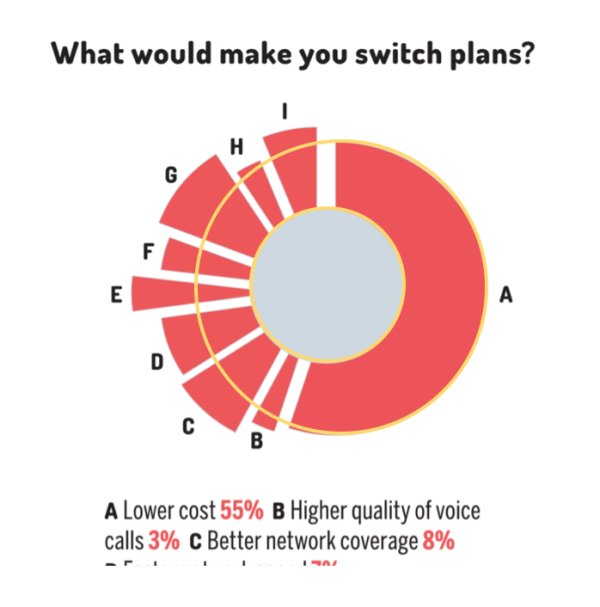 What would make you switch plans?
I
H
G
F
E
A
D
C
B
A Lower cost 55% B Higher quality of voice
calls 3% C Better network coverage 8%